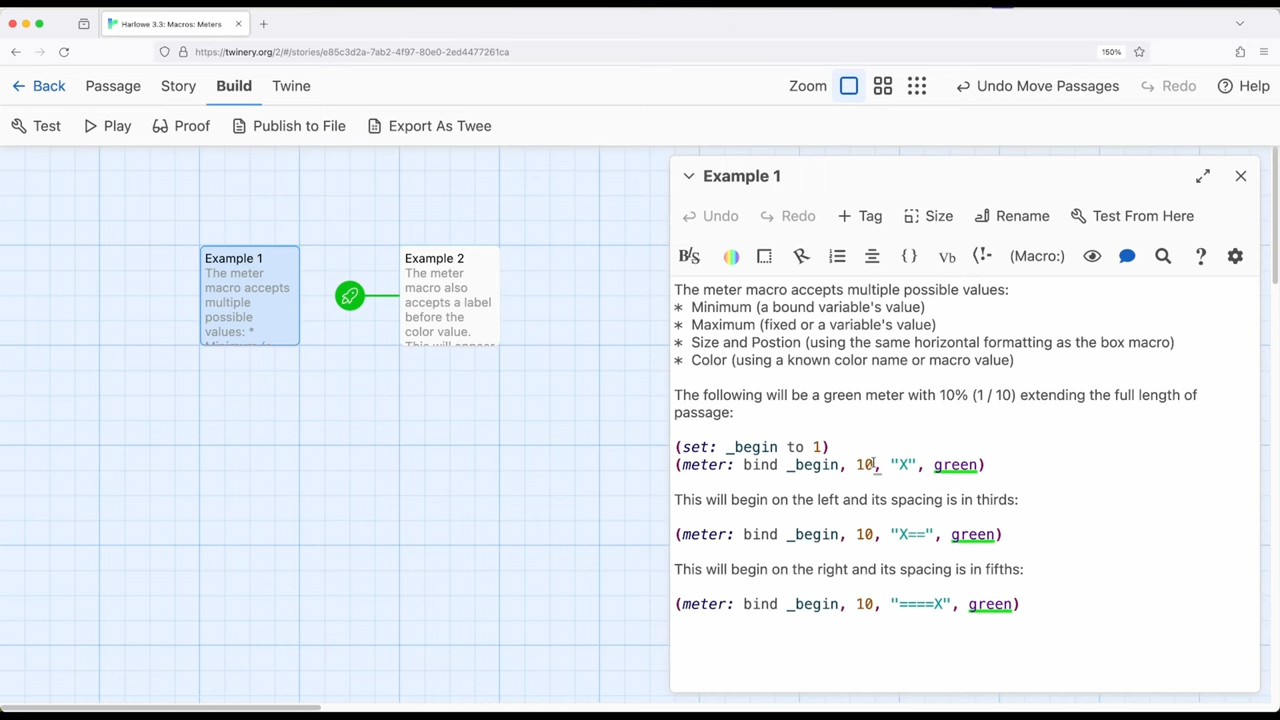 Harlowe 3.3: Macros: Meters
https://twinery.org/2/#/stories/e85c3d2a-7ab2-4f97-80e0-2ed4477261ca
150%
Back Passage Story Build Twine Zoom Undo Move Passages Redo Help
Test Play Proof Publish to File Export As Twee
Example 1
The meter
macro accepts
multiple
possible
values: *
Example 2
The meter
macro also
accepts a label
before the
color value.
This will appear
Example 1
Undo Redo + Tag Size Rename Test From Here
(Macro:)
The meter macro accepts multiple possible values:
* Minimum (a bound variable's value)
* Maximum (fixed or a variable's value)
* Size and Postion (using the same horizontal formatting as the box macro)
* Color (using a known color name or macro value)
The following will be a green meter with 10% (1 / 10) extending the full length of
passage:
(set: _begin to 1)
(meter: bind _begin, 10, "X", green)
This will begin on the left and its spacing is in thirds:
(meter: bind _begin, 10, "X==", green)
This will begin on the right and its spacing is in fifths:
(meter: bind _begin, 10, "====X", green)